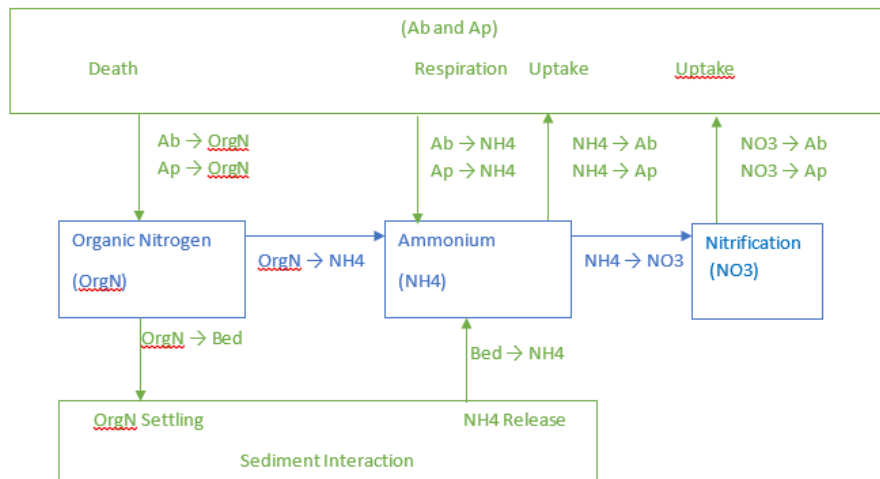 (Ab and Ap)
Death Respiration Uptake Uptake
Ab → OrgN
Ap → OrgN
Ab → NH4
Ap → NH4
NH4 → Ab
NH4 → Ap
NO3 → Ab
NO3 → Ap
Organic Nitrogen
(OrgN)
OrgN → NH4
Ammonium
(NH4)
NH4 → NO3
Nitrification
(NO3)
OrgN → Bed
Bed → NH4
OrgN Settling
NH4 Release
Sediment Interaction